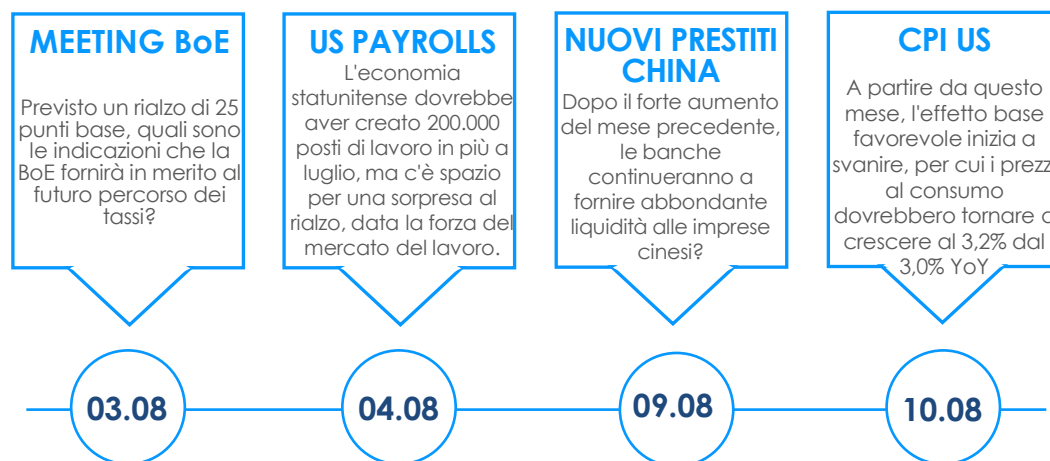 MEETING BoE
Previsto un rialzo di 25
punti base, quali sono
le indicazioni che la
BoE fornirà in merito al
futuro percorso dei
tassi?
US PAYROLLS
L'economia
statunitense dovrebbe
aver creato 200.000
posti di lavoro in più a
luglio, ma c'è spazio
per una sorpresa al
rialzo, data la forza del
mercato del lavoro.
NUOVI PRESTITI
CHINA
Dopo il forte aumento
del mese precedente,
le banche
continueranno a
fornire abbondante
liquidità alle imprese
cinesi?
CPI US
A partire da questo
mese, l'effetto base
favorevole inizia a
svanire, per cui i prezz
al consumo
dovrebbero tornare a
crescere al 3,2% dal
3,0% YoY
03.08
04.08
09.08
10.08